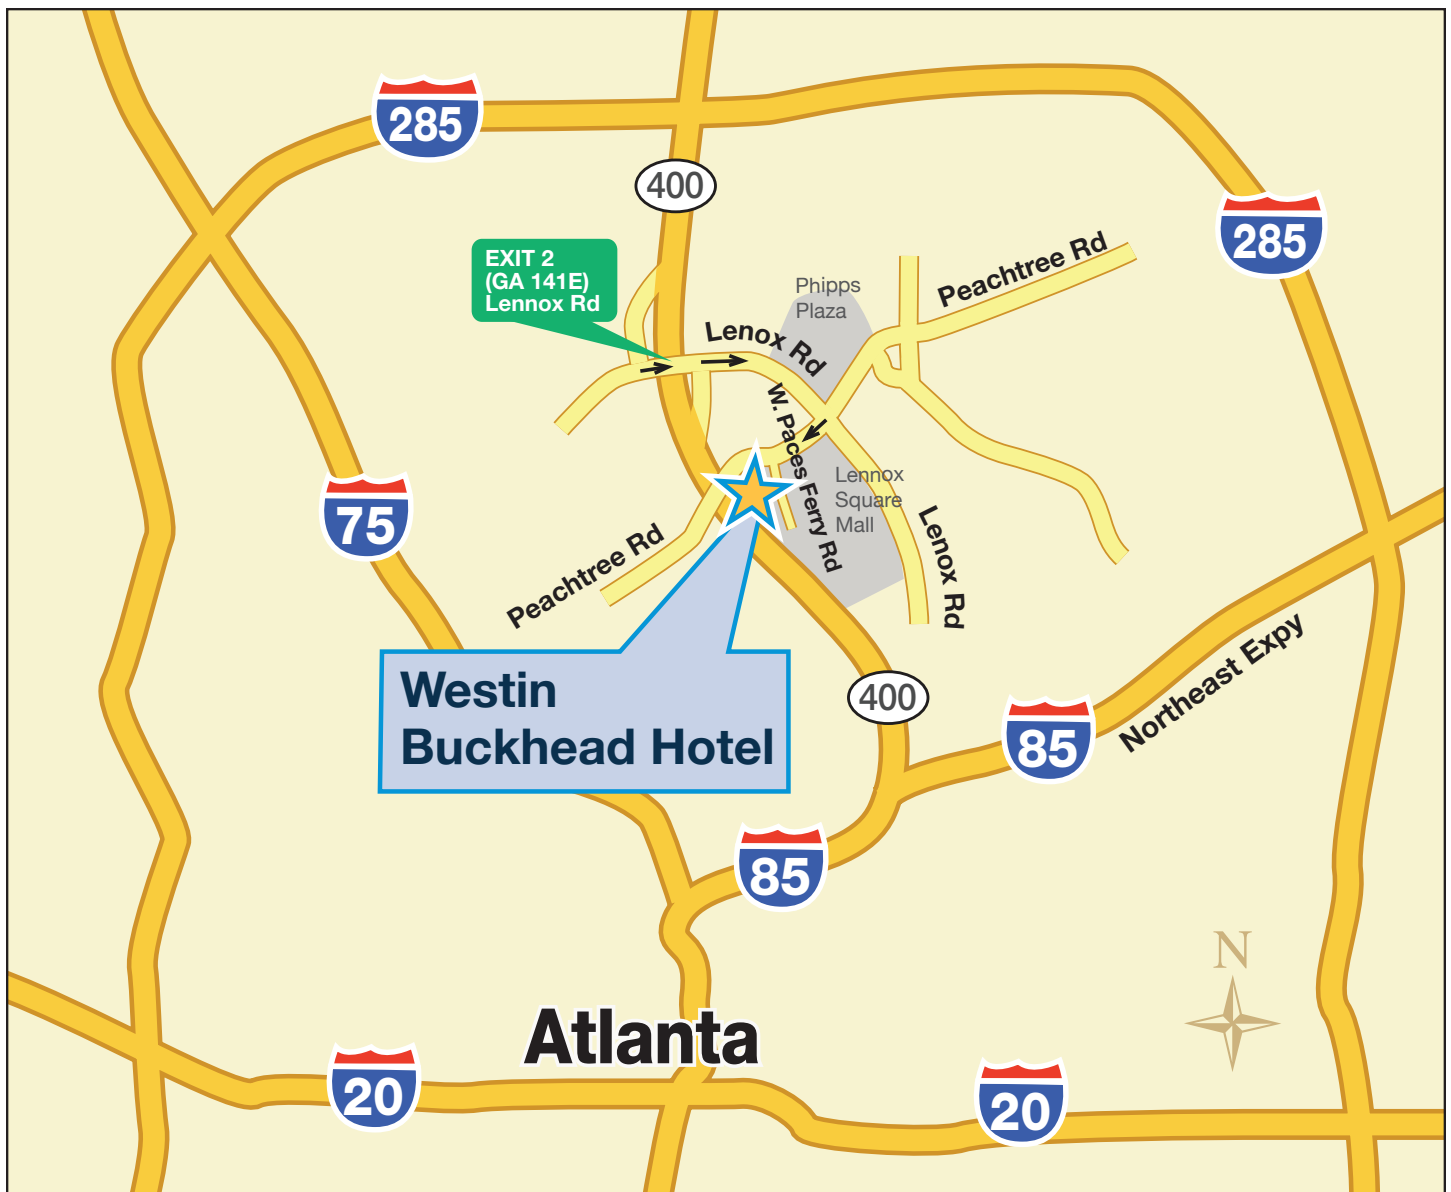 285
400
285
EXIT 2
(GA 141E)
Lennox Rd
Peachtree Rd
Phipps
Plaza
Lenox Rd
W. Paces Ferry Rd
Lennox
Square
Mall
75
Peachtree Rd
Lenox Rd
Westin
Buckhead Hotel
400
85
Northeast Expy
85
N
Atlanta
20
20